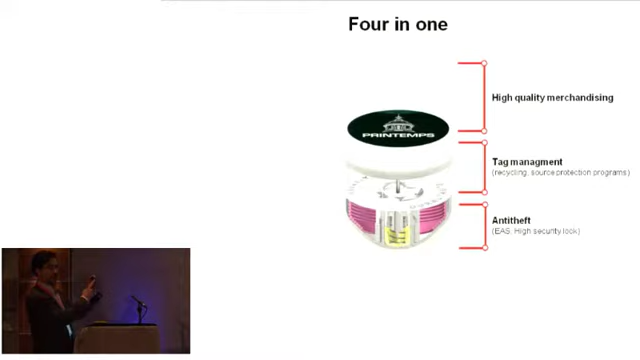 Four in one
High quality merchandising
PRINTEMPS
Tag managment
(recycling, source protection programs)
Antitheft
(EAS, High security lock)